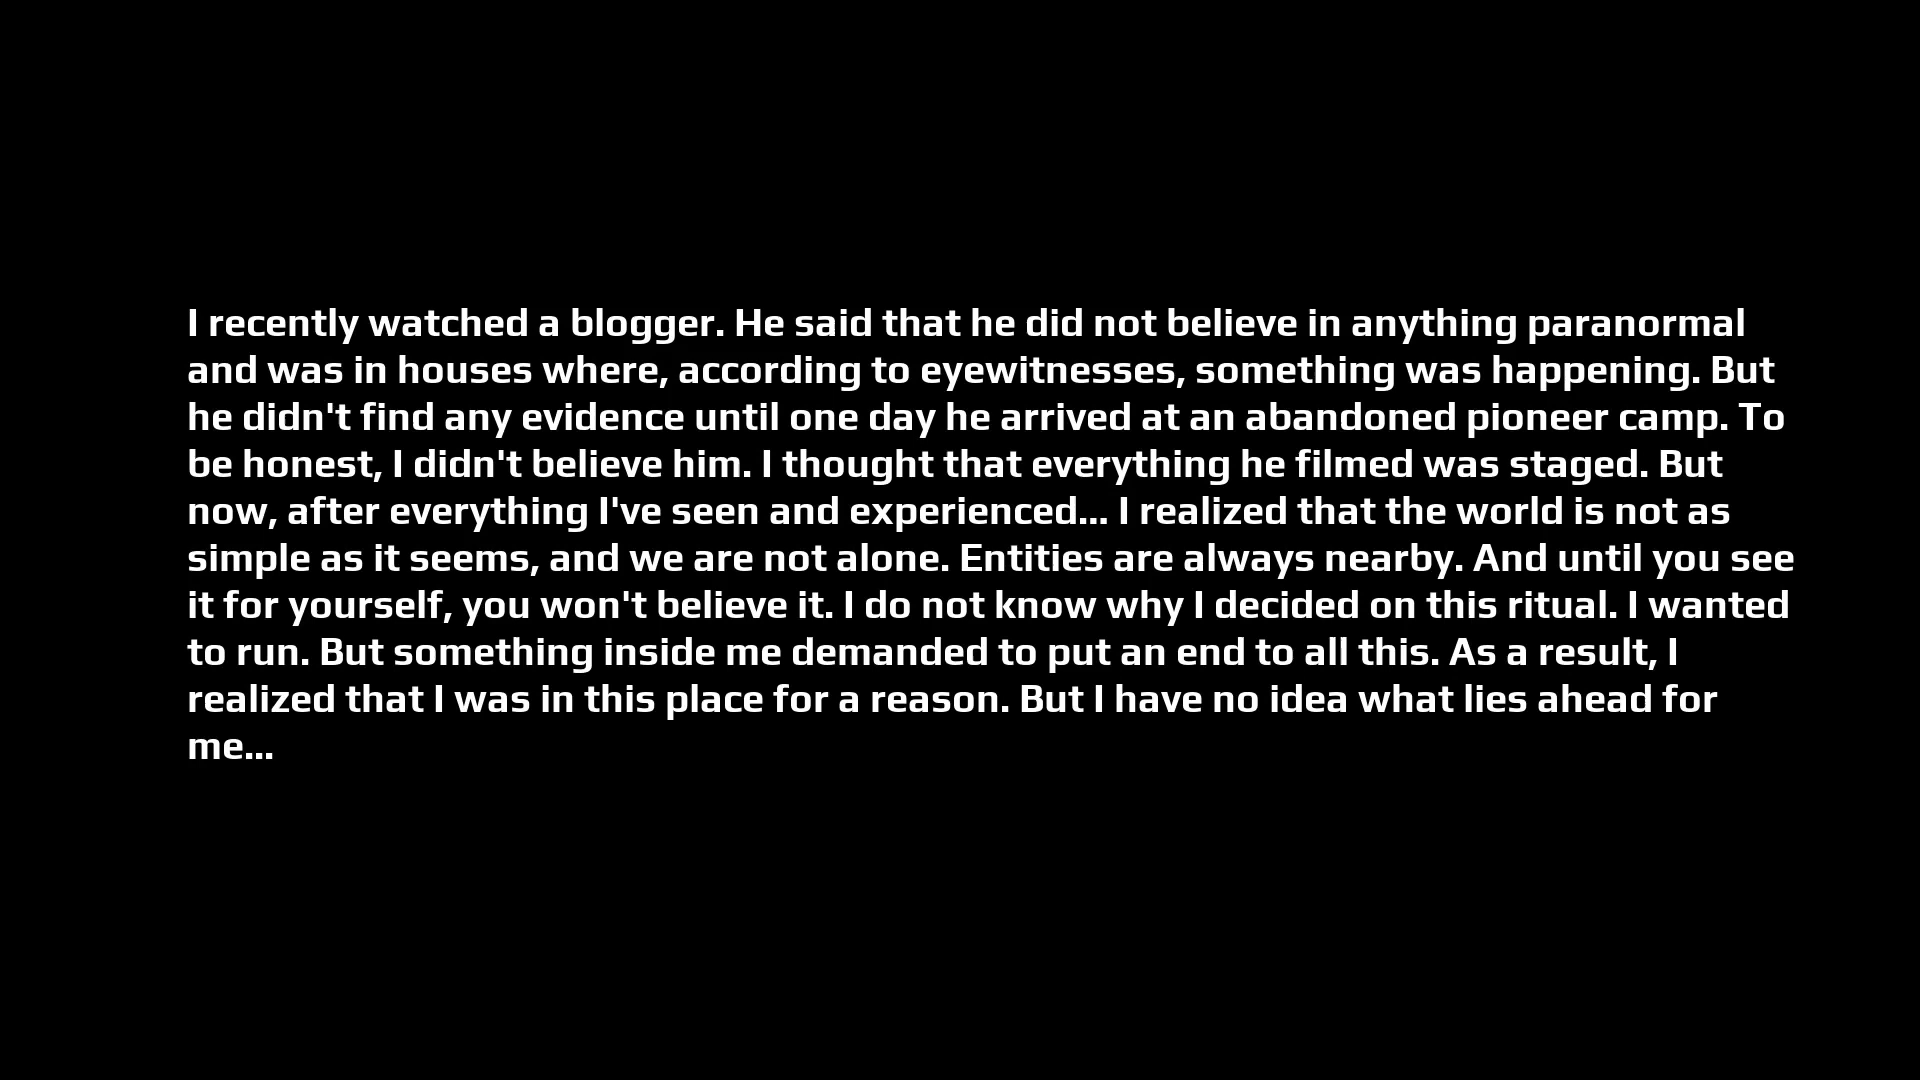 I recently watched a blogger. He said that he did not believe in anything paranormal
and was in houses where, according to eyewitnesses, something was happening. But
he didn't find any evidence until one day he arrived at an abandoned pioneer camp. To
be honest, I didn't believe him. I thought that everything he filmed was staged. But
now, after everything I've seen and experienced... I realized that the world is not as
simple as it seems, and we are not alone. Entities are always nearby. And until you see
it for yourself, you won't believe it. I do not know why I decided on this ritual. I wanted
to run. But something inside me demanded to put an end to all this. As a result, I
realized that I was in this place for a reason. But I have no idea what lies ahead for
me...